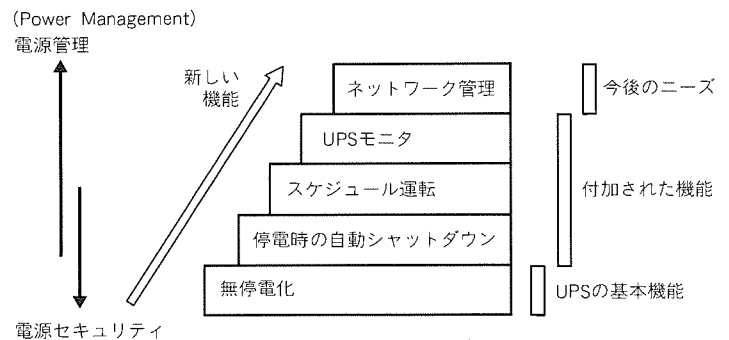 (Power Management)
電源管理
新しい
機能
ネットワーク管理
今後のニーズ
UPSモニタ
スケジュール運転
付加された機能
停電時の自動シャットダウン
無停電化
UPSの基本機能
電源セキュリティ